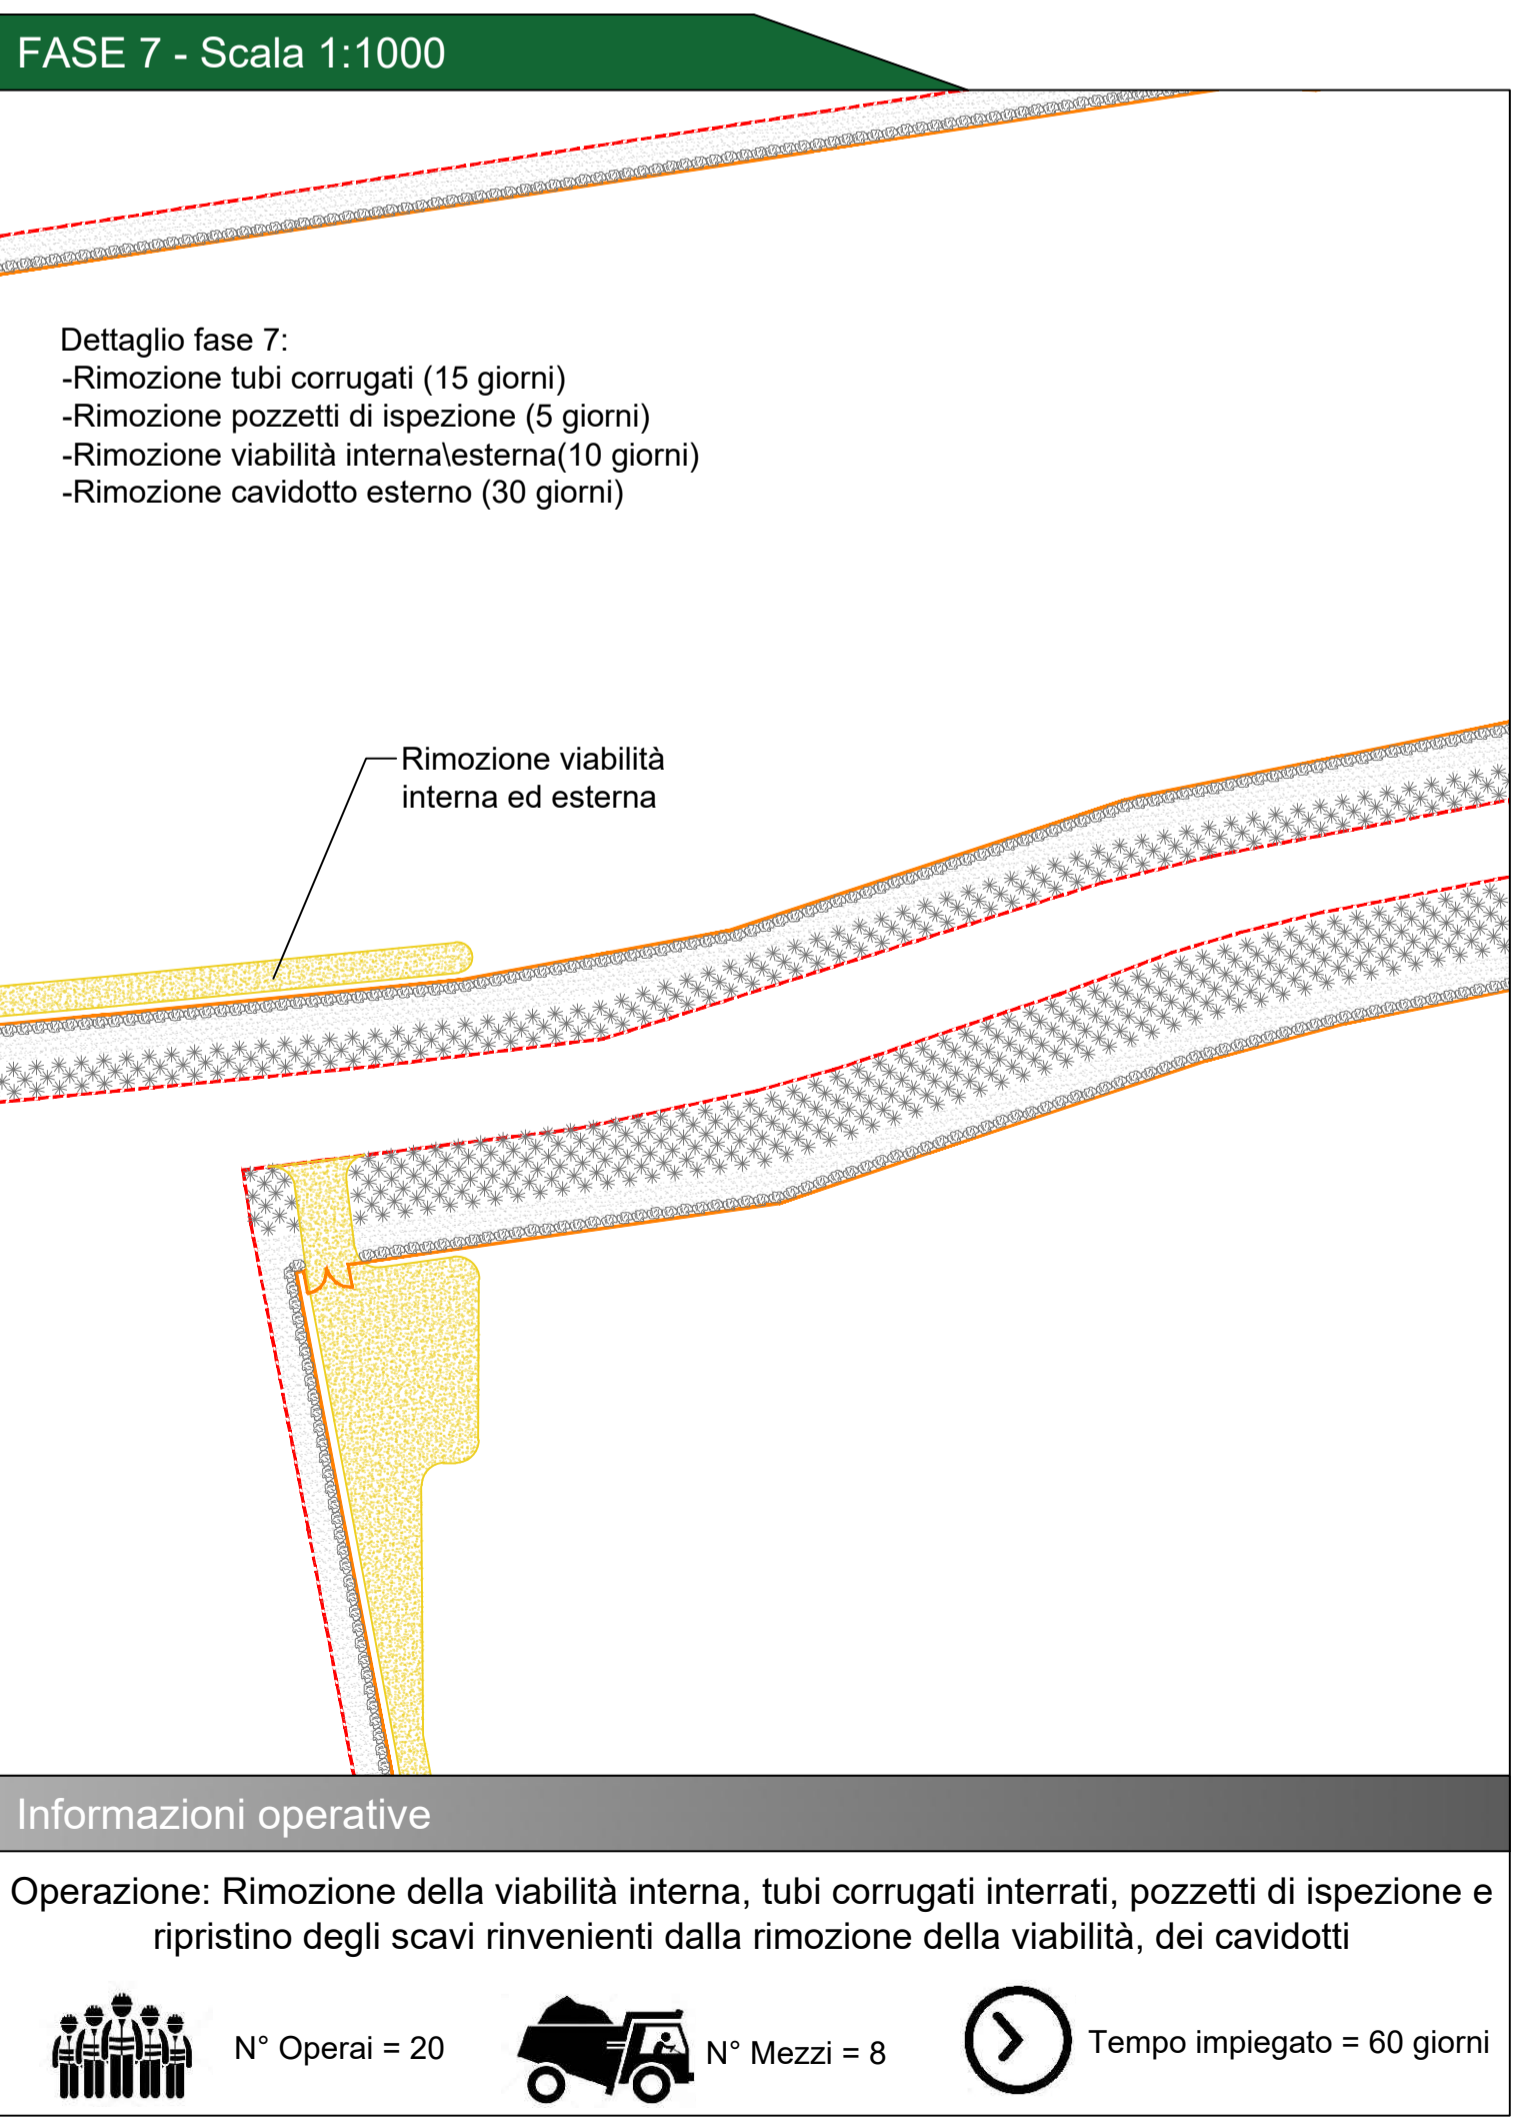 FASE 7 - Scala 1:1000
Dettaglio fase 7:
-Rimozione tubi corrugati (15 giorni)
-Rimozione pozzetti di ispezione (5 giorni)
-Rimozione viabilità interna\esterna(10 giorni)
-Rimozione cavidotto esterno (30 giorni)
Rimozione viabilità
interna ed esterna
Informazioni operative
Operazione: Rimozione della viabilità interna, tubi corrugati interrati, pozzetti di ispezione e
ripristino degli scavi rinvenienti dalla rimozione della viabilità, dei cavidotti
N° Operai = 20
N° Mezzi = 8
Tempo impiegato = 60 giorni